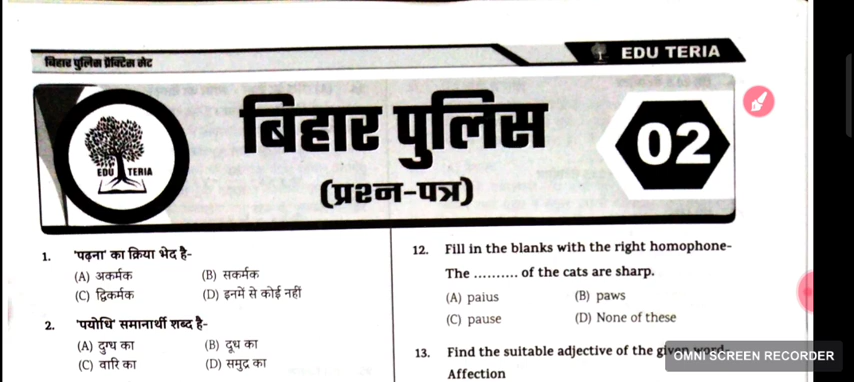 बिहार पुलिस प्रैक्टिस सेट
EDU TERIA
EDU TERIA
बिहार पुलिस
(प्रश्न-पत्र)
02
1. 'पढ़ना' का क्रिया भेद है-
(A) अकर्मक (B) सकर्मक
(C) द्विकर्मक (D) इनमें से कोई नहीं
2. 'पयोधि' समानार्थी शब्द है-
(A) दुग्ध का (B) दूध का
(C) वारि का (D) समुद्र का
12. Fill in the blanks with the right homophone-
The .......... of the cats are sharp.
(A) paius (B) paws
(C) pause (D) None of these
13. Find the suitable adjective of the given word-
Affection
OMNI SCREEN RECORDER